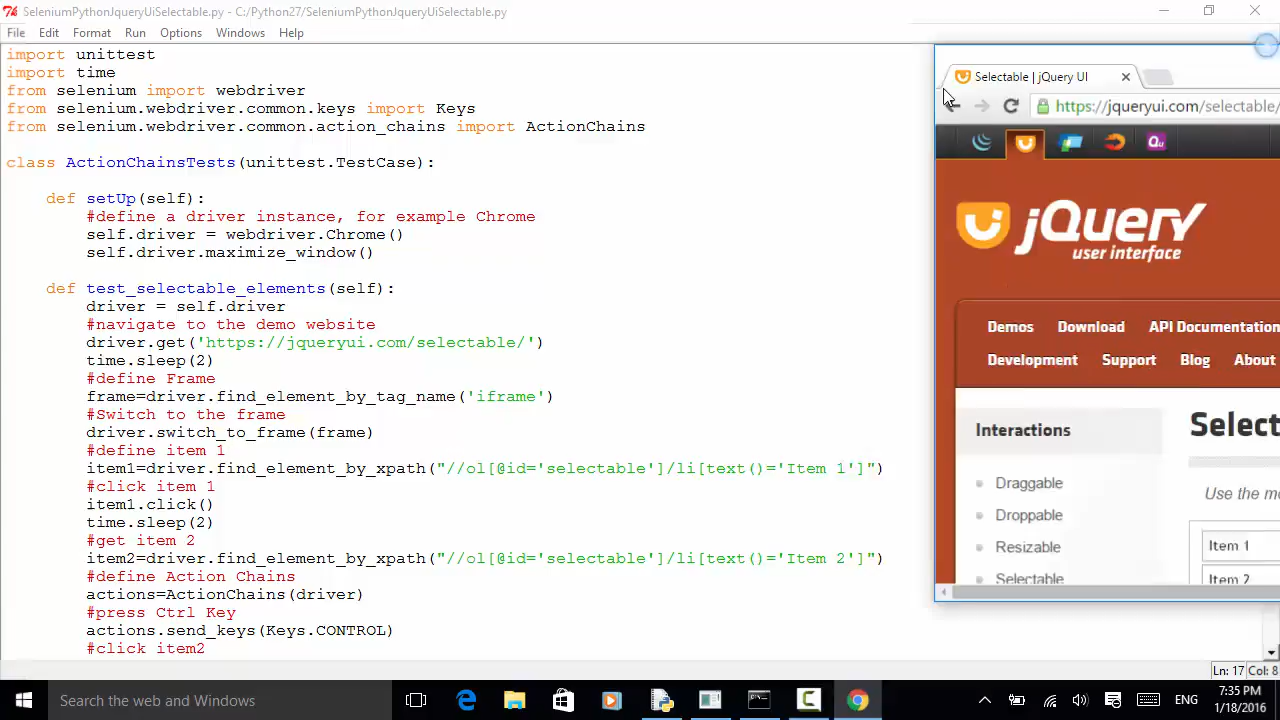 SeleniumPythonJqueryUiSelectable.py - C:/Python27/SeleniumPythonJqueryUiSelectable.py
File Edit Format Run Options Windows Help
import unittest
import time
from selenium import webdriver
from selenium.webdriver.common.keys import Keys
from selenium.webdriver.common.action_chains import ActionChains
class ActionChainsTests(unittest.TestCase):
def setUp(self):
#define a driver instance, for example Chrome
self.driver = webdriver.Chrome()
self.driver.maximize_window()
def test_selectable_elements(self):
driver = self.driver
#navigate to the demo website
driver.get('https://jqueryui.com/selectable/')
time.sleep(2)
#define Frame
frame=driver.find_element_by_tag_name('iframe')
#Switch to the frame
driver.switch_to_frame(frame)
#define item 1
item1=driver.find_element_by_xpath("//ol[@id='selectable']/li[text()='Item 1']")
#click item 1
item1.click()
time.sleep(2)
#get item 2
item2=driver.find_element_by_xpath("//ol[@id='selectable']/li[text()='Item 2']")
#define Action Chains
actions=ActionChains(driver)
#press Ctrl Key
actions.send_keys(Keys.CONTROL)
#click item2
Selectable | jQuery UI
https://jqueryui.com/selectable/
Qu
jQuery
user interface
Demos Download API Documentation
Development Support Blog About
Interactions
Draggable
Droppable
Resizable
Selectable
Select
Use the mo
Item 1
Item 2
Ln: 17 Col: 8
Search the web and Windows
ENG
7:35 PM
1/18/2016